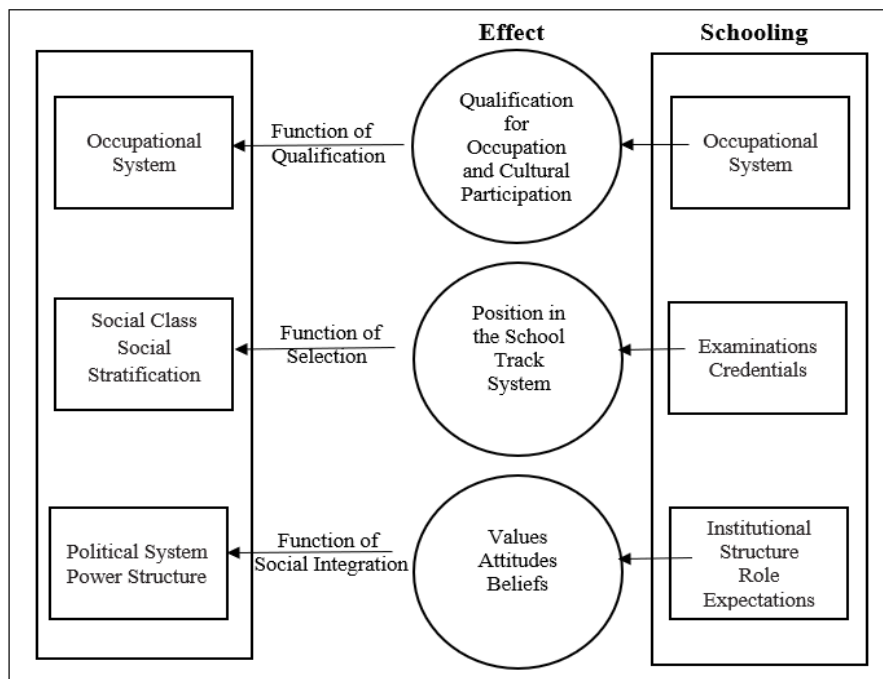 Effect
Schooling
Occupational
System
Function of
Qualification
Qualification
for
Occupation
and Cultural
Participation
Occupational
System
Social Class
Social
Stratification
Function of
Selection
Position in
the School
Track
System
Examinations
Credentials
Political System
Power Structure
Function of
Social Integration
Values
Attitudes
Beliefs
Institutional
Structure
Role
Expectations